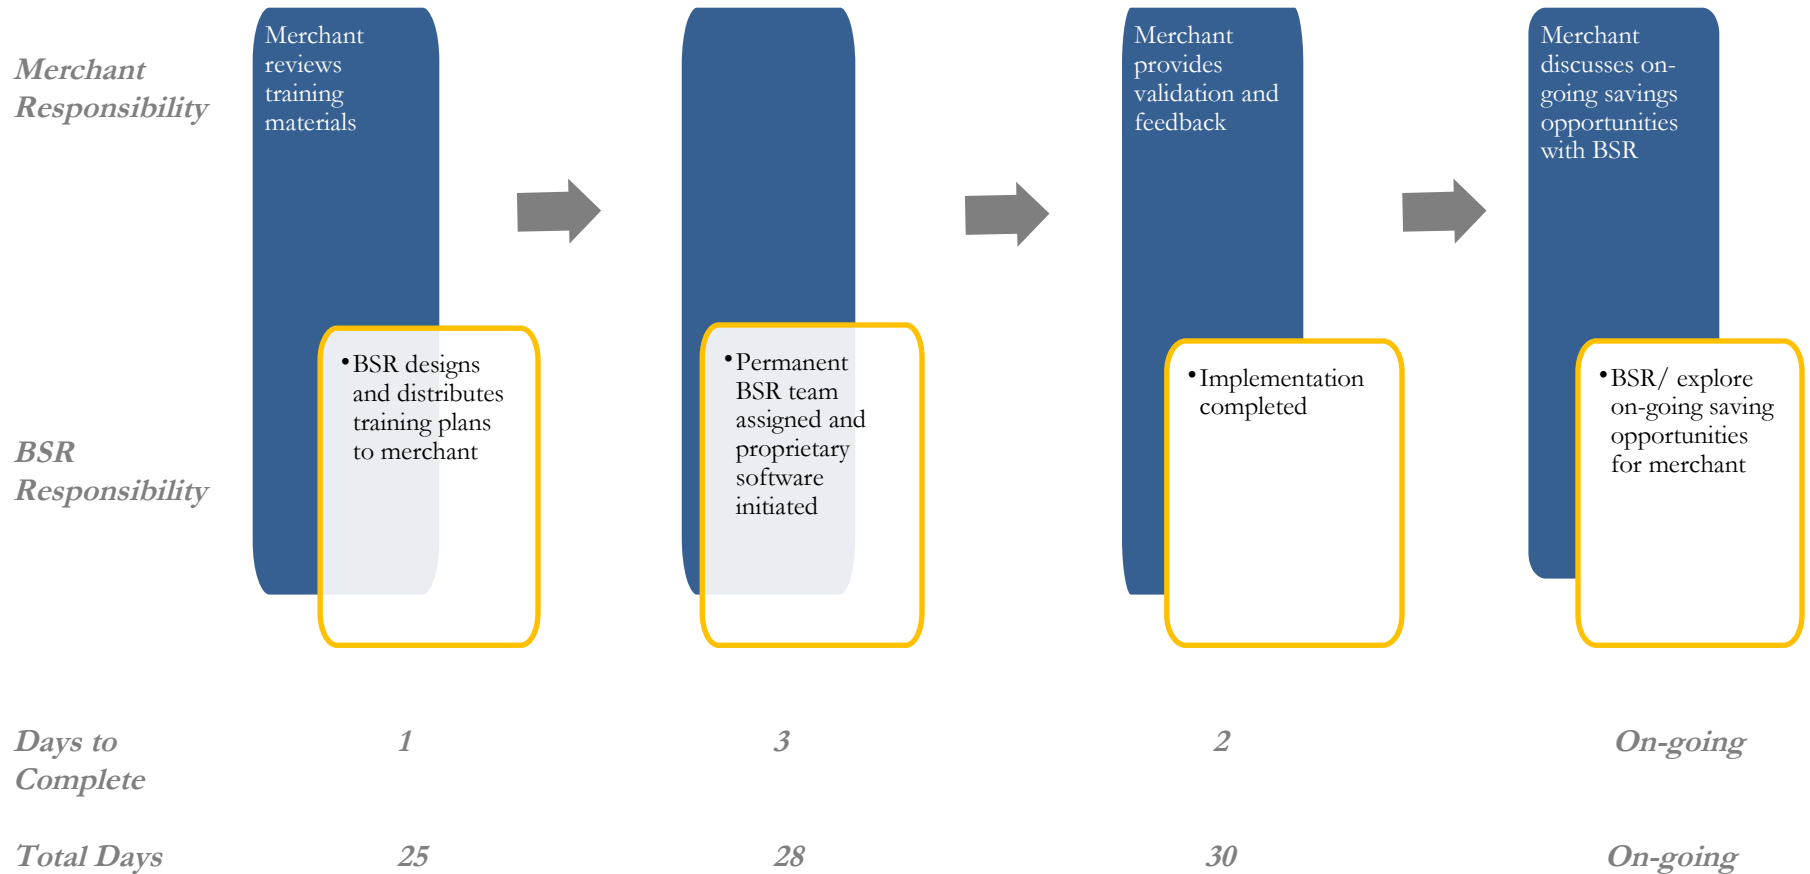 Merchant
Responsibility
Merchant
reviews
training
materials
Merchant
provides
validation and
feedback
Merchant
discusses on-
going savings
opportunities
with BSR
BSR
Responsibility
•BSR designs
and distributes
training plans
to merchant
•Permanent
BSR team
assigned and
proprietary
software
initiated
•Implementation
completed
•BSR/ explore
on-going saving
opportunities
for merchant
Days to
Complete
1
3
2
On-going
Total Days
25
28
30
On-going